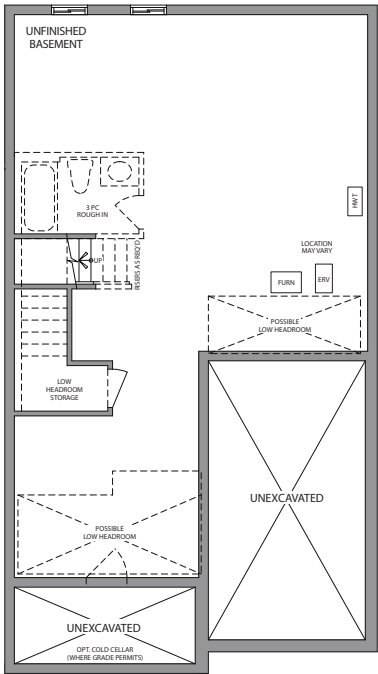 UNFINISHED
BASEMENT
3 PC
ROUGH IN
HWT
UP
RISERS AS REQ'D
LOCATION
MAY VARY
FURN
ERV
POSSIBLE
LOW HEADROOM
LOW
HEADROOM
STORAGE
UNEXCAVATED
POSSIBLE
LOW HEADROOM
UNEXCAVATED
OPT. COLD CELLAR
(WHERE GRADE PERMITS)